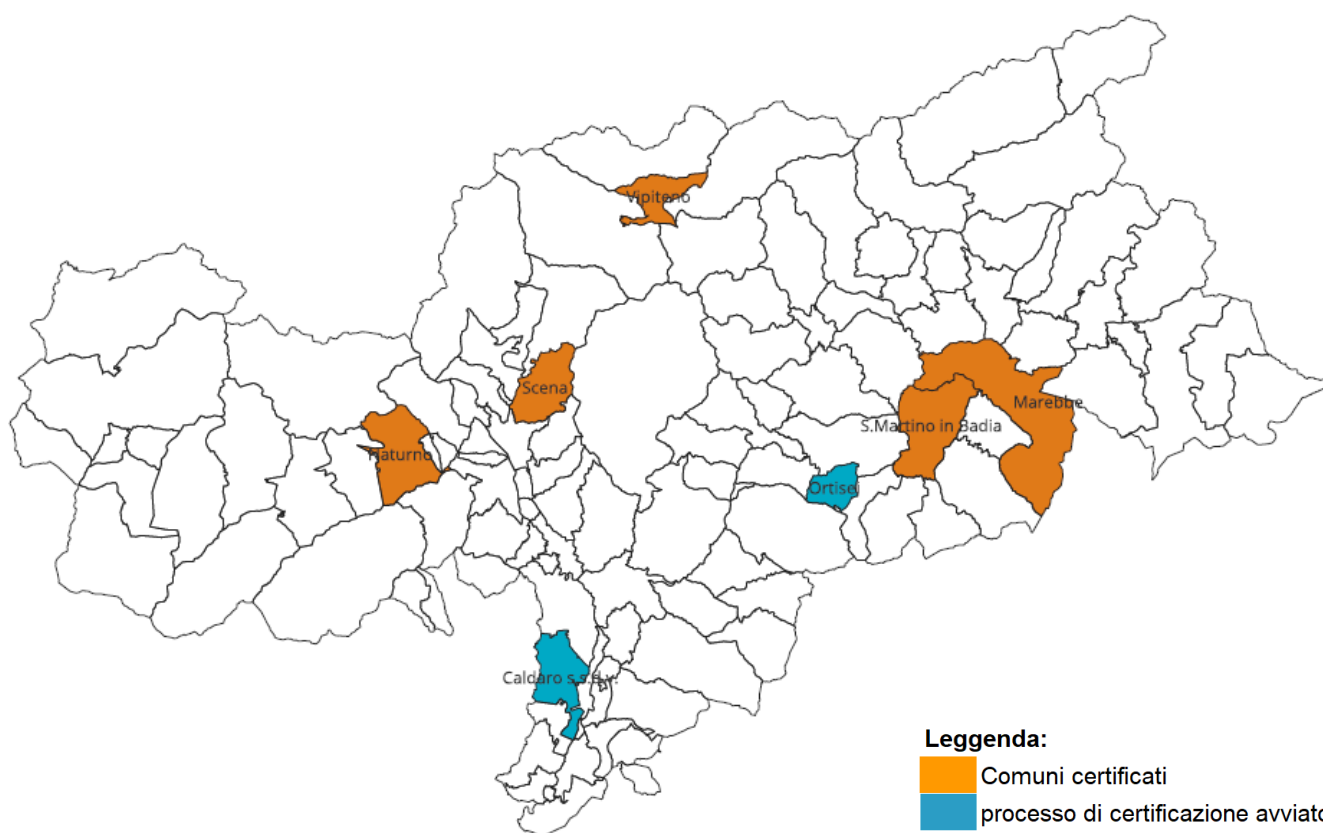 Vipiteno
Scena
Marebbe
S.Martino in Badia
Naturno
Ortisei
Caldaro s.s.d.v.
Leggenda:
Comuni certificati
processo di certificazione avviato